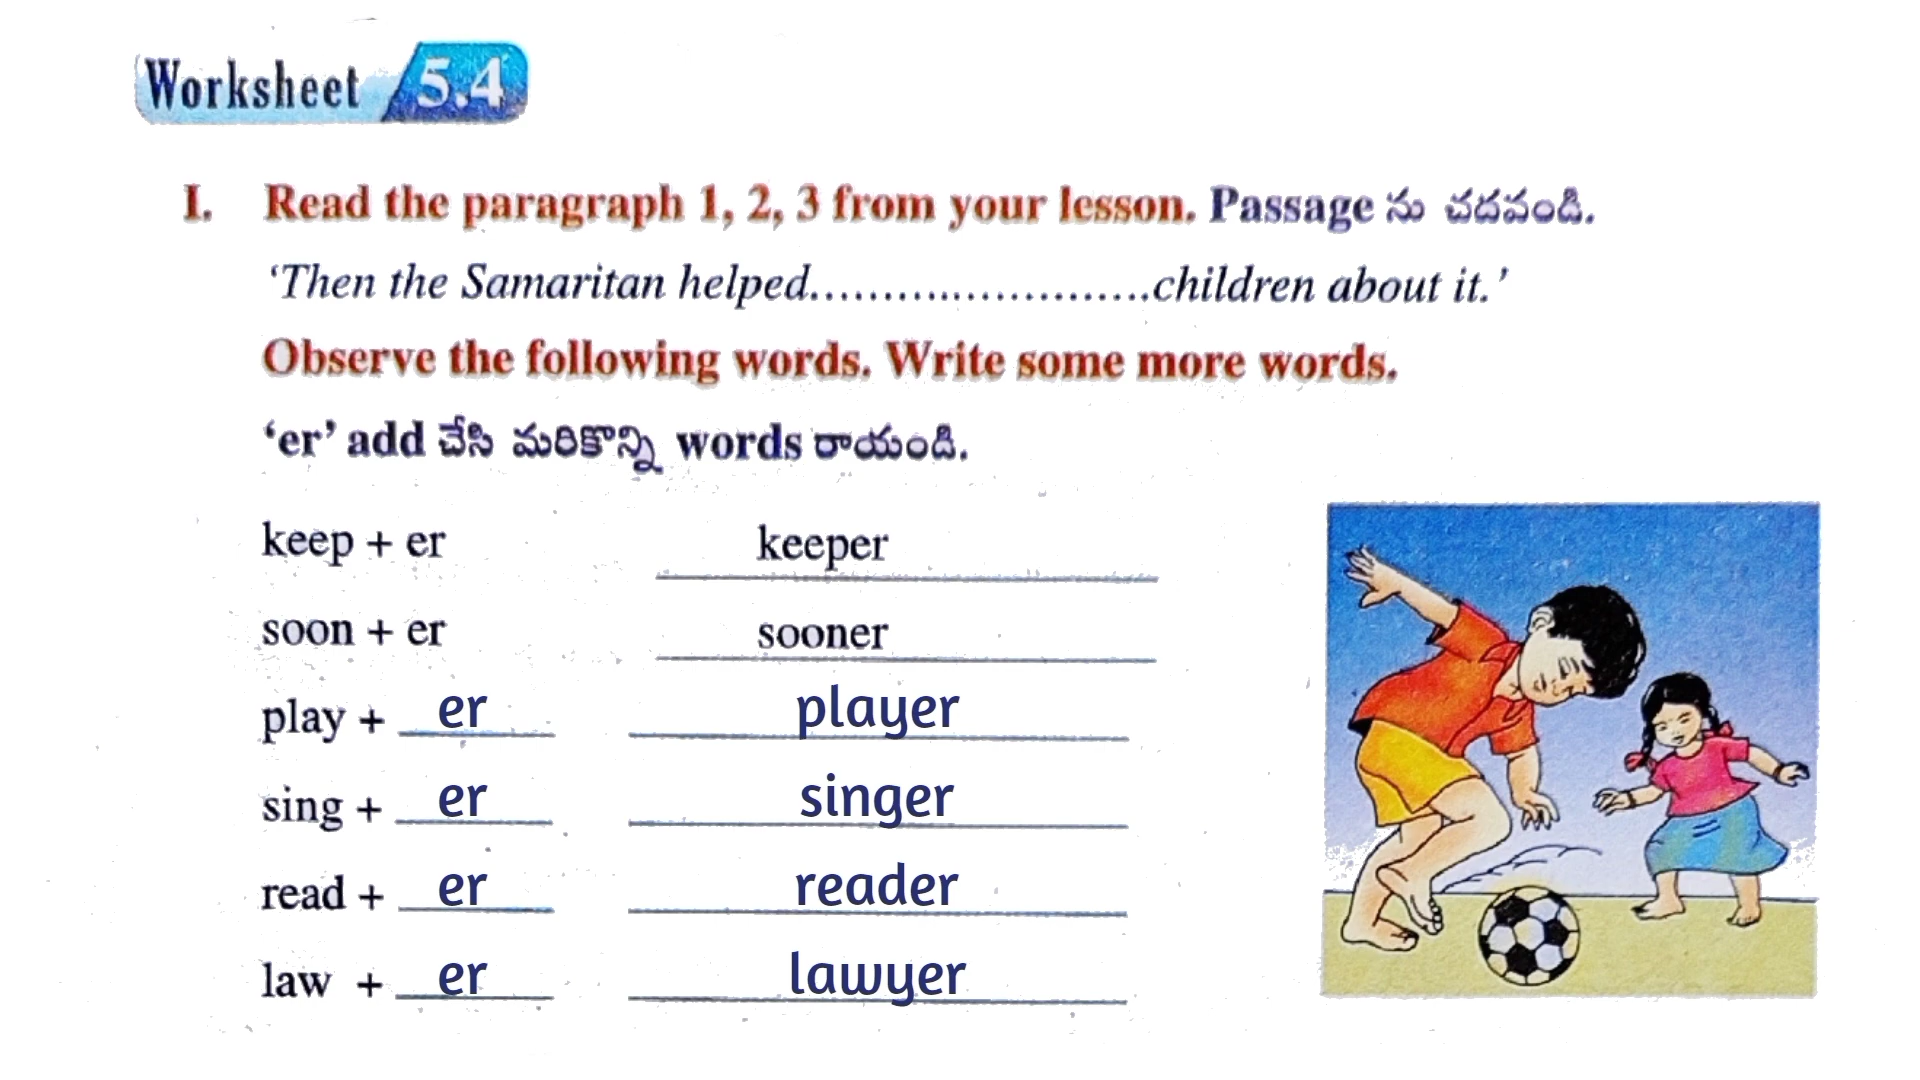 Worksheet 5.4
I. Read the paragraph 1, 2, 3 from your lesson. Passage ను చదవండి.
‘Then the Samaritan helped..........................children about it.’
Observe the following words. Write some more words.
‘er’ add చేసి మరికొన్ని words రాయండి.
keep + er keeper
soon + er sooner
play + er player
sing + er singer
read + er reader
law + er lawyer